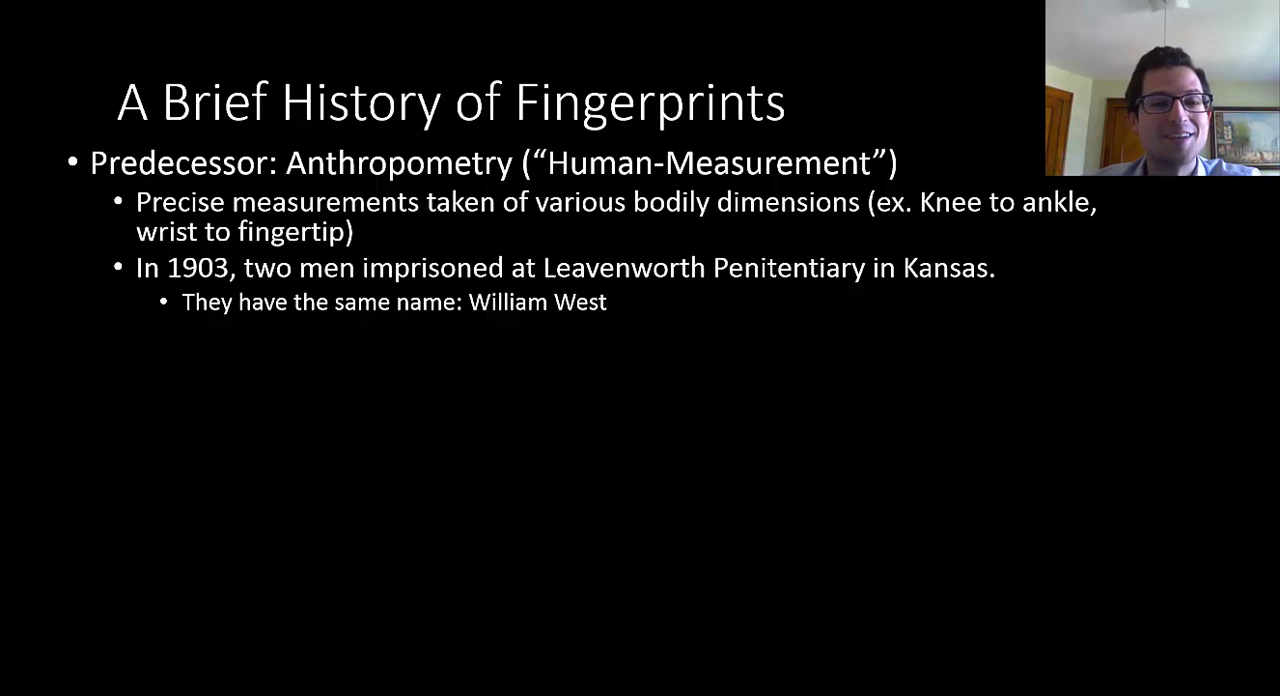 A Brief History of Fingerprints
• Predecessor: Anthropometry (“Human-Measurement”)
• Precise measurements taken of various bodily dimensions (ex. Knee to ankle,
wrist to fingertip)
• In 1903, two men imprisoned at Leavenworth Penitentiary in Kansas.
• They have the same name: William West